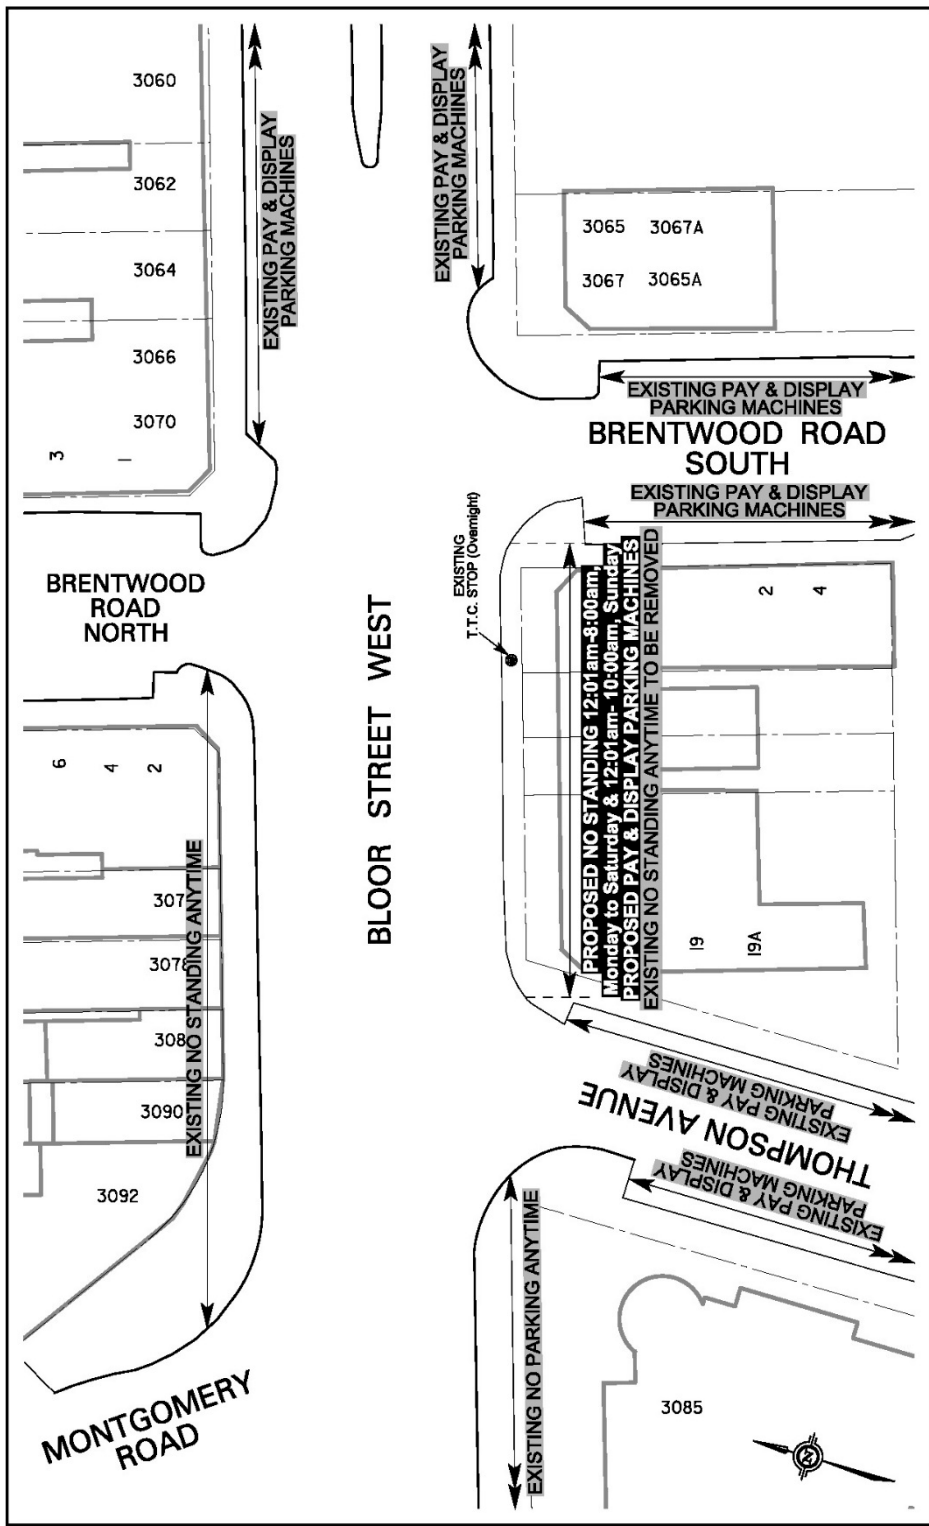 3060
3062
3064
3066
3070
3
1
EXISTING PAY & DISPLAY
PARKING MACHINES
EXISTING PAY & DISPLAY
PARKING MACHINES
3065 3067A
3067 3065A
EXISTING PAY & DISPLAY
PARKING MACHINES
BRENTWOOD ROAD
SOUTH
EXISTING PAY & DISPLAY
PARKING MACHINES
BRENTWOOD
ROAD
NORTH
BLOOR STREET WEST
EXISTING
T.T.C. STOP (Overnight)
PROPOSED NO STANDING 12:01am-8:00am,
Monday to Saturday & 12:01am- 10:00am, Sunday
PROPOSED PAY & DISPLAY PARKING MACHINES
EXISTING NO STANDING ANYTIME TO BE REMOVED
2
4
19
19A
6
4
2
EXISTING NO STANDING ANYTIME
307
3078
308
3090
3092
EXISTING PAY & DISPLAY
PARKING MACHINES
THOMPSON AVENUE
EXISTING PAY & DISPLAY
PARKING MACHINES
EXISTING NO PARKING ANYTIME
3085
MONTGOMERY
ROAD
N